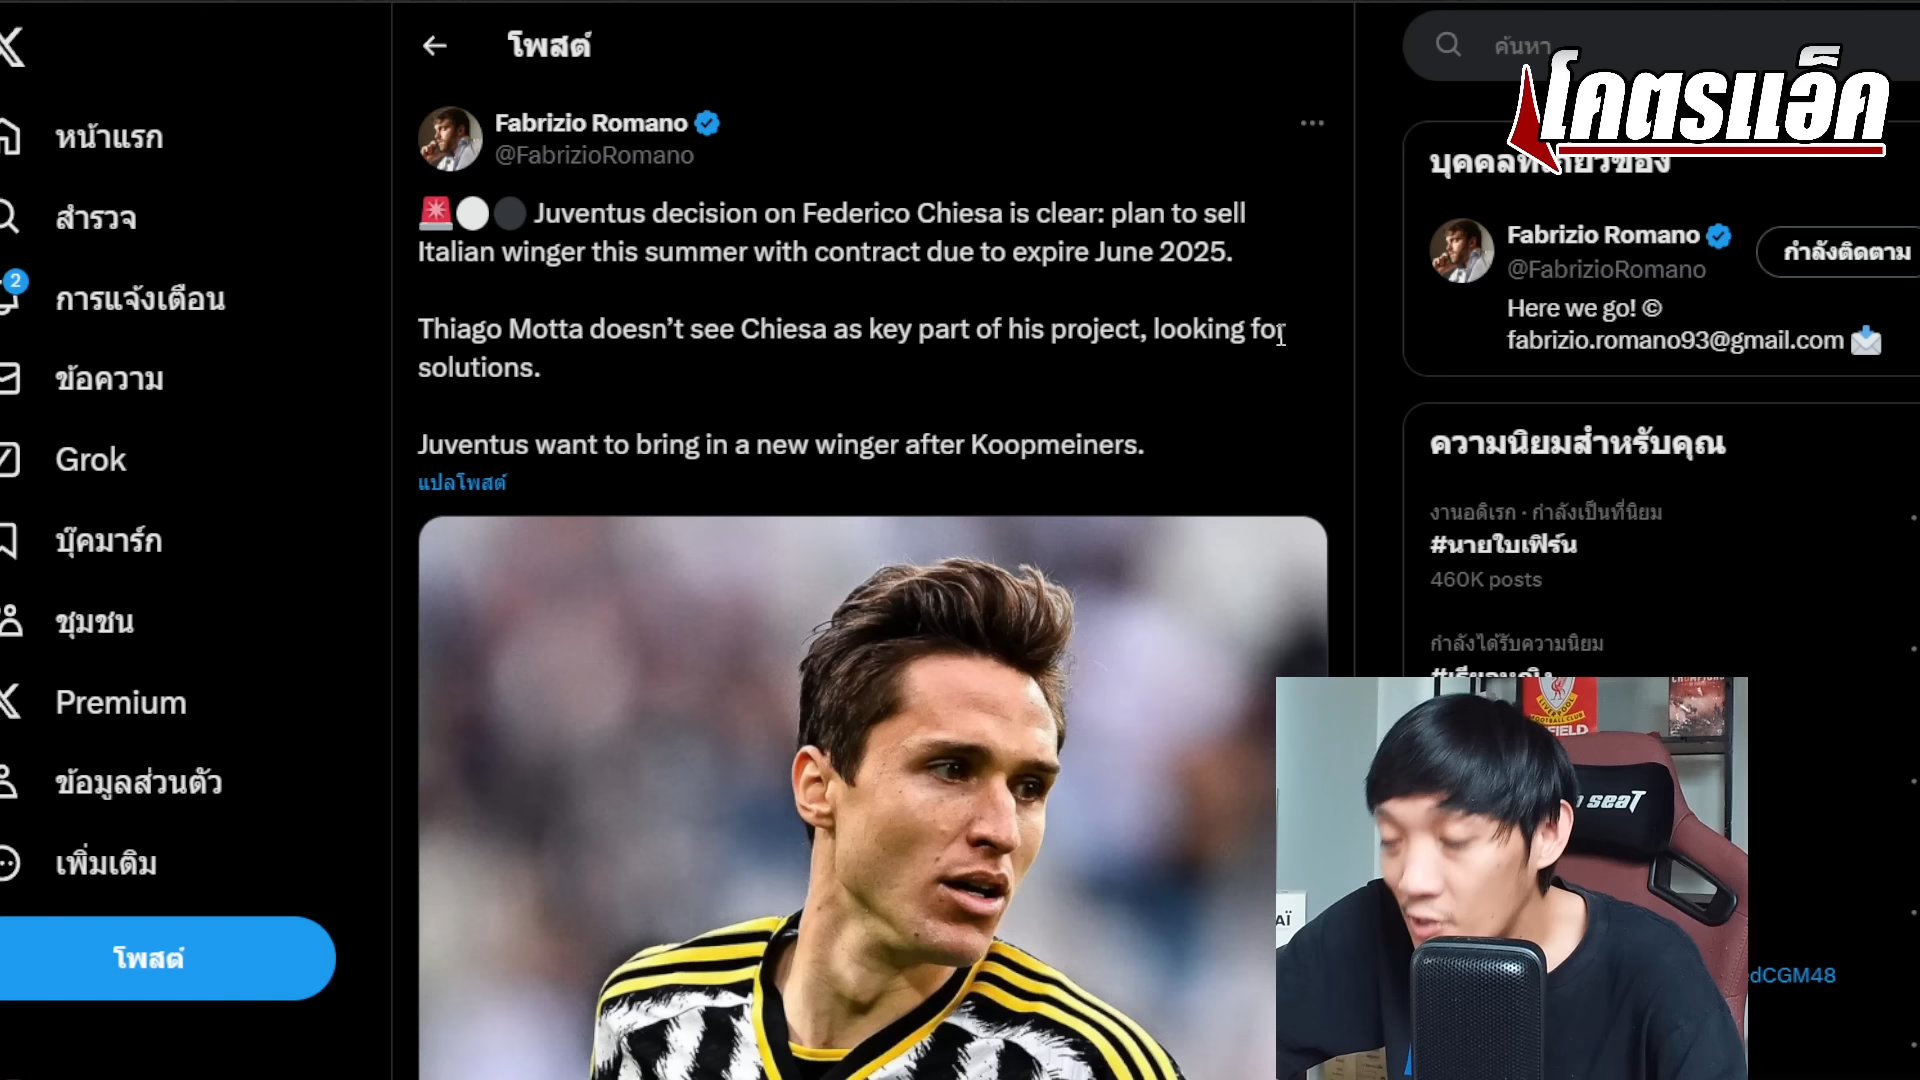 โพสต์
ค้นหา
โคตรแอ็ค
Fabrizio Romano
@FabrizioRomano
Juventus decision on Federico Chiesa is clear: plan to sell
Italian winger this summer with contract due to expire June 2025.
Thiago Motta doesn’t see Chiesa as key part of his project, looking for
solutions.
Juventus want to bring in a new winger after Koopmeiners.
แปลโพสต์
หน้าแรก
สำรวจ
2
การแจ้งเตือน
ข้อความ
Grok
บุ๊คมาร์ก
ชุมชน
Premium
ข้อมูลส่วนตัว
เพิ่มเติม
โพสต์
บุคคลที่เกี่ยวข้อง
Fabrizio Romano
@FabrizioRomano
กำลังติดตาม
Here we go! ©
fabrizio.romano93@gmail.com
ความนิยมสำหรับคุณ
งานอดิเรก · กำลังเป็นที่นิยม
#นายใบเฟิร์น
460K posts
กำลังได้รับความนิยม
LIVERPOOL
FOOTBALL CLUB
FIELD
seaT
AÏ
dCGM48